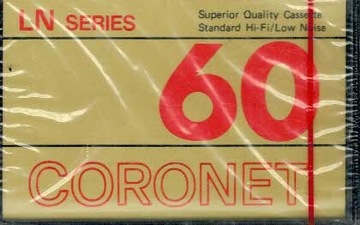 LN SERIES
Superior Quality Cassette
Standard Hi-Fi/Low Noise
60
CORONET